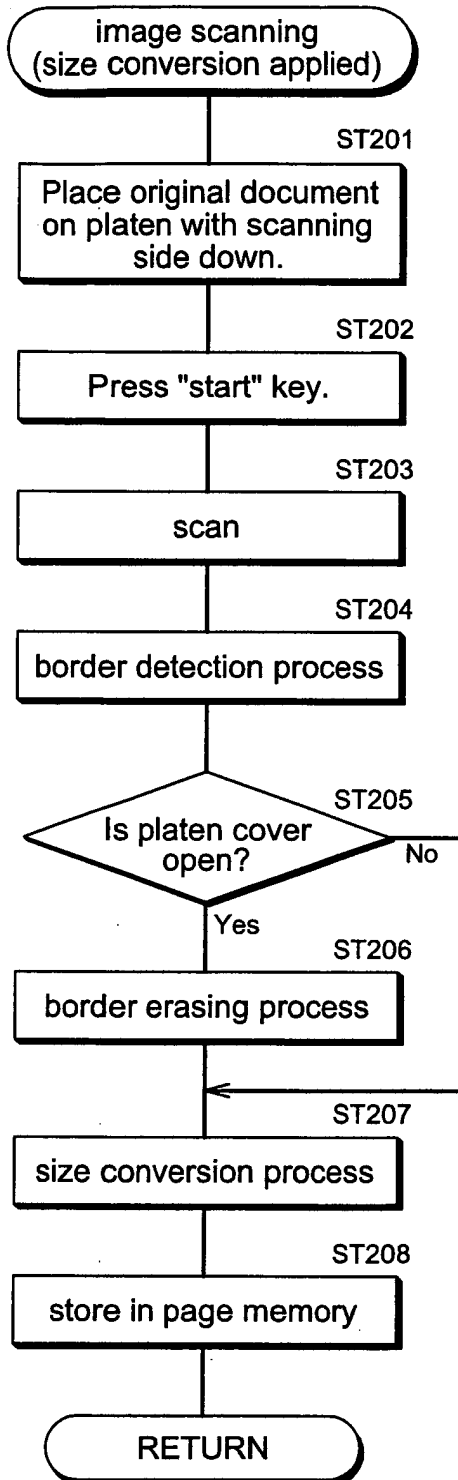 image scanning
(size conversion applied)
ST201
Place original document
on platen with scanning
side down.
ST202
Press "start" key.
ST203
scan
ST204
border detection process
ST205
Is platen cover
open?
No
Yes
ST206
border erasing process
ST207
size conversion process
ST208
store in page memory
RETURN